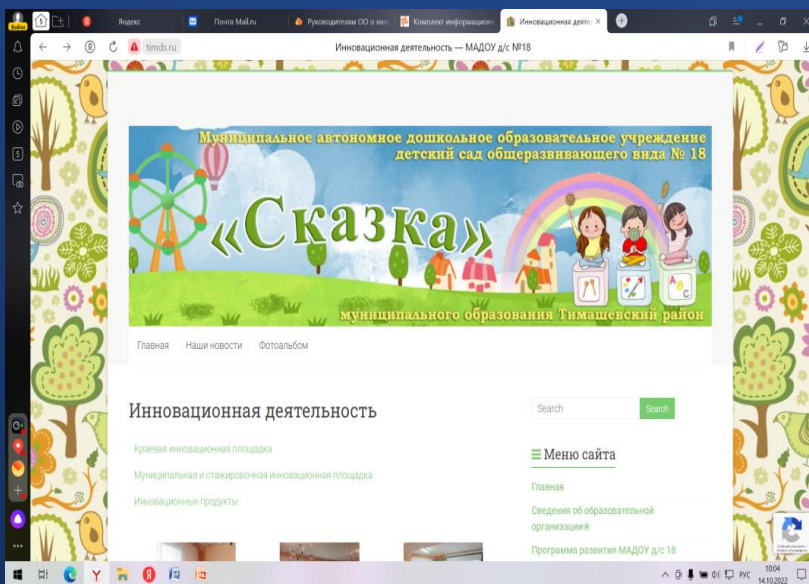 Войти
5
Яндекс
Почта Mail.ru
Руководителям ОО о нап
Комплект информацион
Инновационная деяте
timds.ru
Инновационная деятельность — МАДОУ д/с №18
Муниципальное автономное дошкольное образовательное учреждение
детский сад общеразвивающего вида № 18
«Сказка»
A B C
муниципального образования Тимашевский район
Главная Наши новости Фотоальбом
Инновационная деятельность
Краевая инновационная площадка
Муниципальная и стажировочная инновационная площадка
Инновационные продукты
Search Search
Меню сайта
Главная
Сведения об образовательной
организации
Программа развития МАДОУ д/с 18
РУС
10:04
14.10.2022